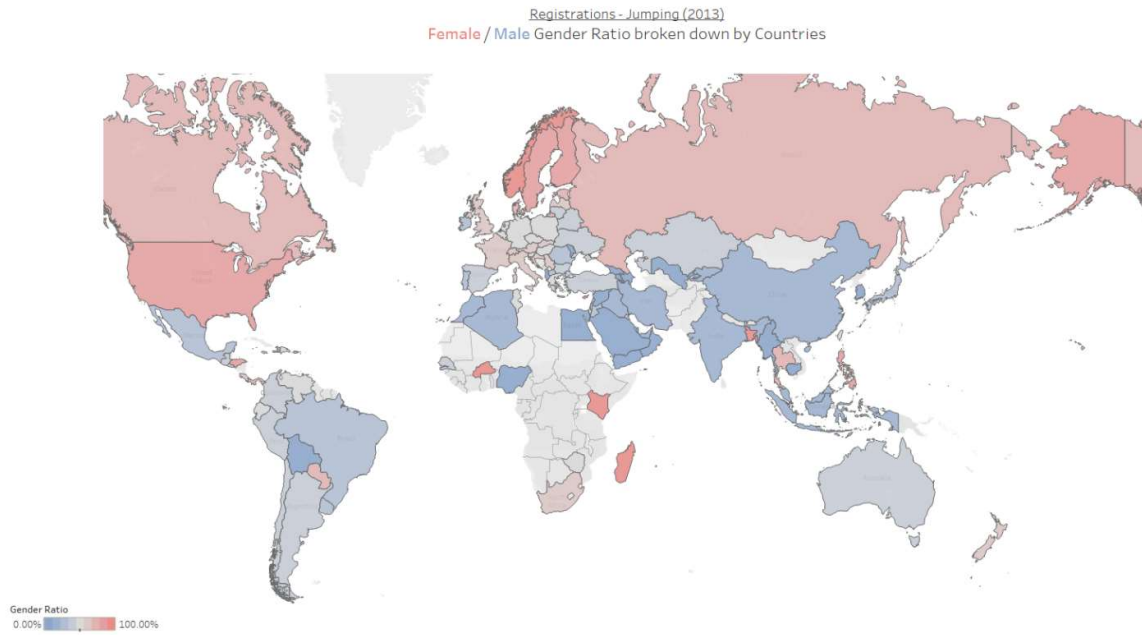 Registrations - Jumping (2013)
Female / Male Gender Ratio broken down by Countries
Gender Ratio
0.00% 100.00%